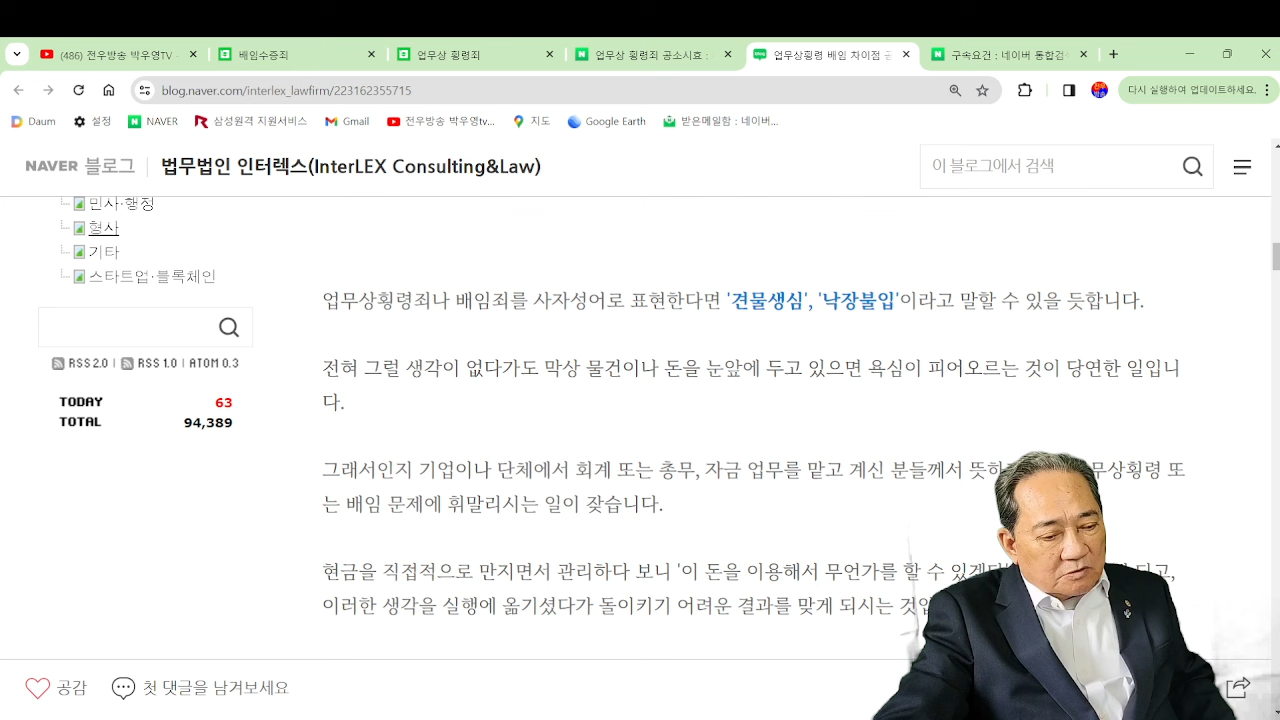 (486) 전우방송 박우영TV -
배임수증죄
업무상 횡령죄
업무상 횡령죄 공소시효 :
업무상횡령 배임 차이점 공
구속요건 : 네이버 통합검
blog.naver.com/interlex_lawfirm/223162355075
다시 실행하여 업데이트하세요.
Daum
설정
NAVER
삼성원격 지원서비스
Gmail
전우방송 박우영tv...
지도
Google Earth
받은메일함 : 네이버...
NAVER 블로그
법무법인 인터렉스(InterLEX Consulting&Law)
이 블로그에서 검색
민사·행정
형사
기타
스타트업·블록체인
RSS 2.0 | RSS 1.0 | ATOM 0.3
TODAY 63
TOTAL 94,389
업무상횡령죄나 배임죄를 사자성어로 표현한다면 '견물생심', '낙장불입'이라고 말할 수 있을 듯합니다.
전혀 그럴 생각이 없다가도 막상 물건이나 돈을 눈앞에 두고 있으면 욕심이 피어오르는 것이 당연한 일입니
다.
그래서인지 기업이나 단체에서 회계 또는 총무, 자금 업무를 맡고 계신 분들께서 뜻하 무상횡령 또
는 배임 문제에 휘말리시는 일이 잦습니다.
현금을 직접적으로 만지면서 관리하다 보니 '이 돈을 이용해서 무언가를 할 수 있겠다
이러한 생각을 실행에 옮기셨다가 돌이키기 어려운 결과를 맞게 되시는
공감
첫 댓글을 남겨보세요